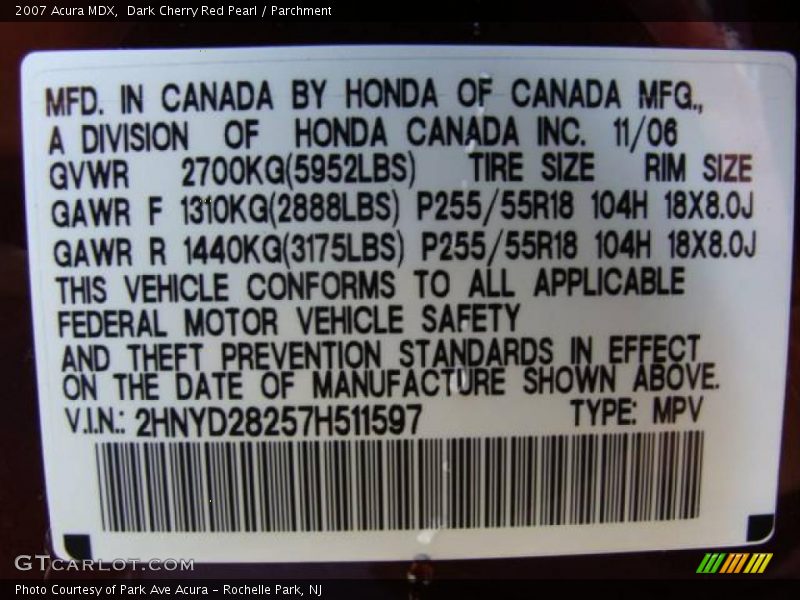 2007 Acura MDX,  Dark Cherry Red Pearl / Parchment
MFD. IN CANADA BY HONDA OF CANADA MFG.,
A DIVISION OF HONDA CANADA INC. 11/06
GVWR 2700KG(5952LBS) TIRE SIZE RIM SIZE
GAWR F 1310KG(2888LBS) P255/55R18 104H 18X8.0J
GAWR R 1440KG(3175LBS) P255/55R18 104H 18X8.0J
THIS VEHICLE CONFORMS TO ALL APPLICABLE
FEDERAL MOTOR VEHICLE SAFETY
AND THEFT PREVENTION STANDARDS IN EFFECT
ON THE DATE OF MANUFACTURE SHOWN ABOVE.
V.I.N.: 2HNYD28257H511597 TYPE: MPV
GTCARLOT.COM
Photo Courtesy of Park Ave Acura - Rochelle Park, NJ